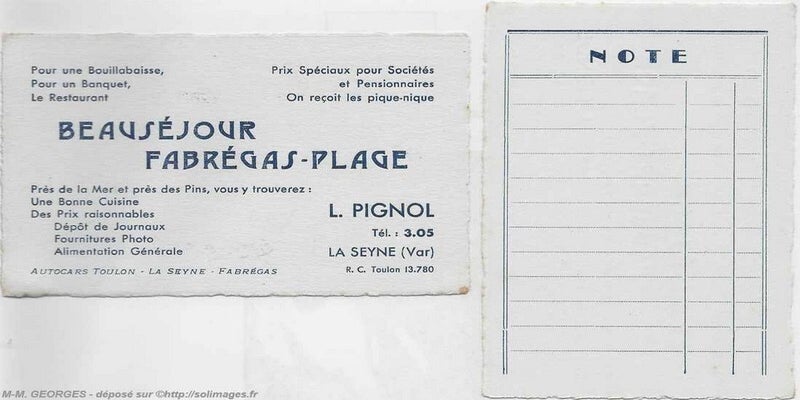 Pour une Bouillabaisse,
Pour un Banquet,
Le Restaurant
Prix Spéciaux pour Sociétés
et Pensionnaires
On reçoit les pique-nique
BEAUSÉJOUR
FABRÉGAS-PLAGE
Près de la Mer et près des Pins, vous y trouverez :
Une Bonne Cuisine
Des Prix raisonnables
Dépôt de Journaux
Fournitures Photo
Alimentation Générale
L. PIGNOL
Tél. : 3.05
LA SEYNE (Var)
R. C. Toulon 13.780
AUTOCARS TOULON - LA SEYNE - FABRÉGAS
NOTE
M-M. GEORGES - déposé sur ©http://solimages.fr